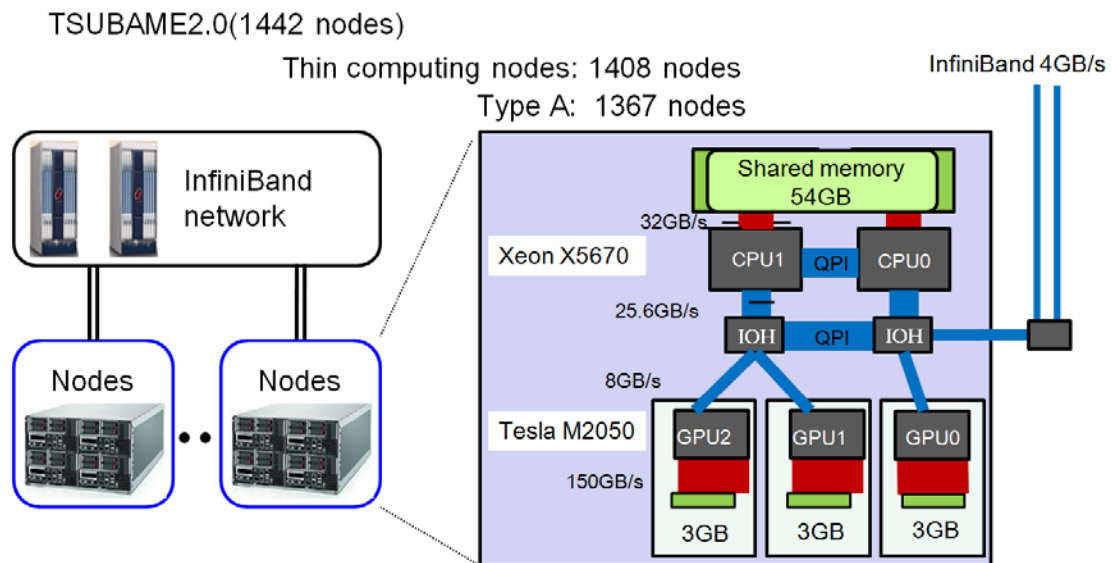 TSUBAME2.0(1442 nodes)
Thin computing nodes: 1408 nodes
Type A: 1367 nodes
InfiniBand 4GB/s
InfiniBand
network
Nodes
Nodes
Shared memory
54GB
32GB/s
Xeon X5670
CPU1
QPI
CPU0
25.6GB/s
IOH
QPI
IOH
8GB/s
Tesla M2050
GPU2
GPU1
GPU0
150GB/s
3GB
3GB
3GB